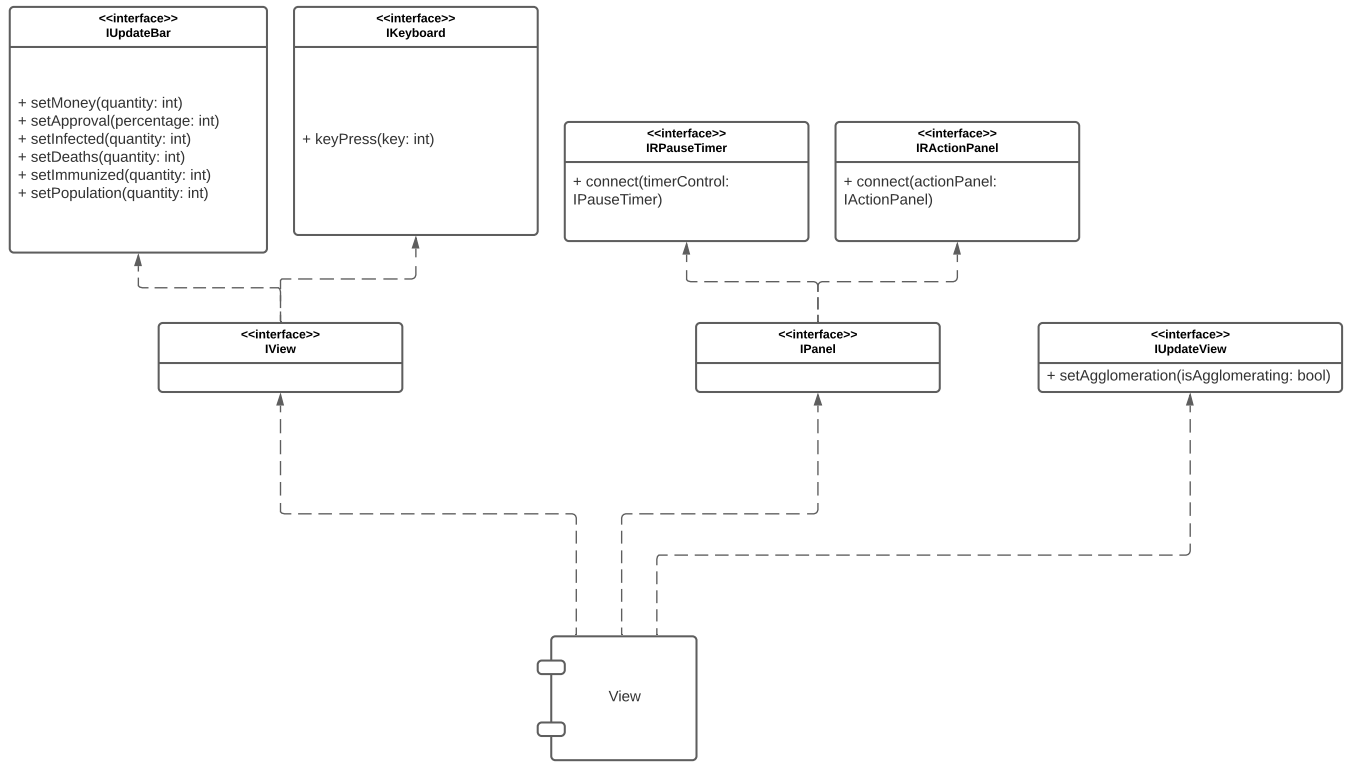 <<interface>>
IUpdateBar
+ setMoney(quantity: int)
+ setApproval(percentage: int)
+ setInfected(quantity: int)
+ setDeaths(quantity: int)
+ setImmunized(quantity: int)
+ setPopulation(quantity: int)
<<interface>>
IKeyboard
+ keyPress(key: int)
<<interface>>
IRPauseTimer
+ connect(timerControl:
IPauseTimer)
<<interface>>
IRActionPanel
+ connect(actionPanel:
IActionPanel)
<<interface>>
IView
<<interface>>
IPanel
<<interface>>
IUpdateView
+ setAgglomeration(isAgglomerating: bool)
View